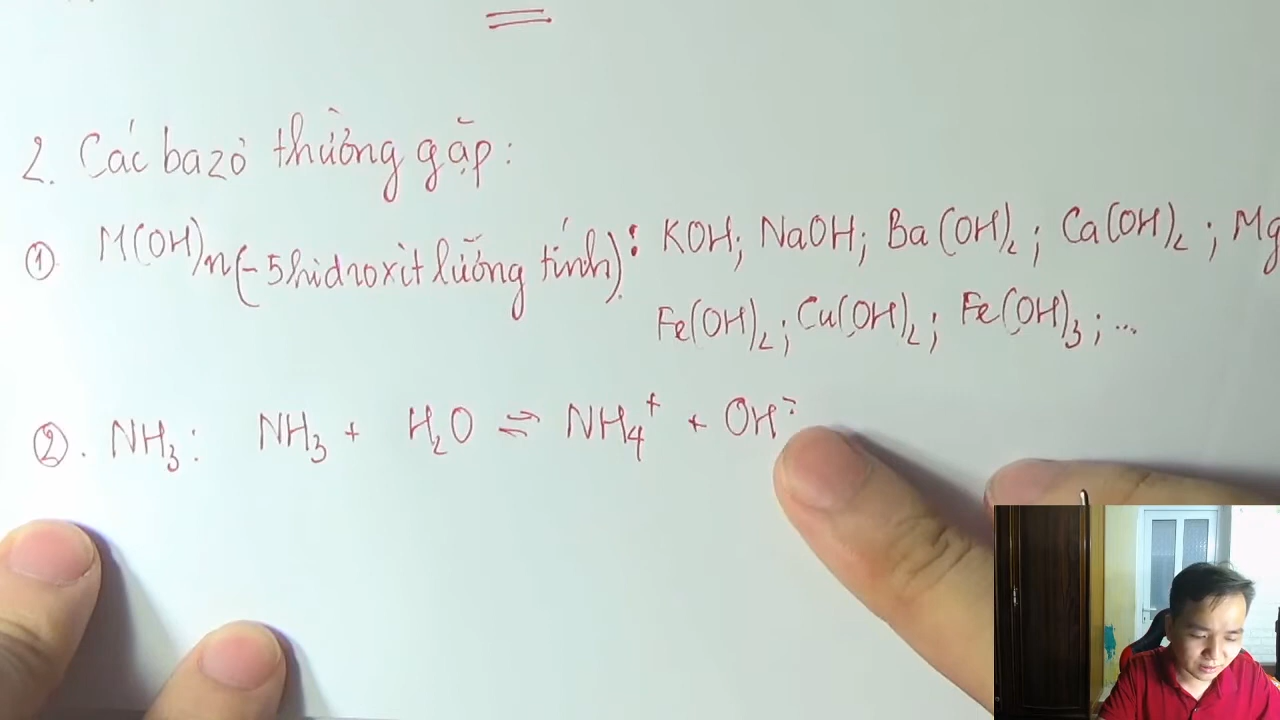 2. Các bazơ thường gặp:
① M(OH)n (- 5 hidroxit lưỡng tính): KOH; NaOH; Ba(OH)₂; Ca(OH)₂; Mg
Fe(OH)₂; Cu(OH)₂; Fe(OH)₃; ...
②. NH₃: NH₃ + H₂O ⇌ NH₄⁺ + OH⁻